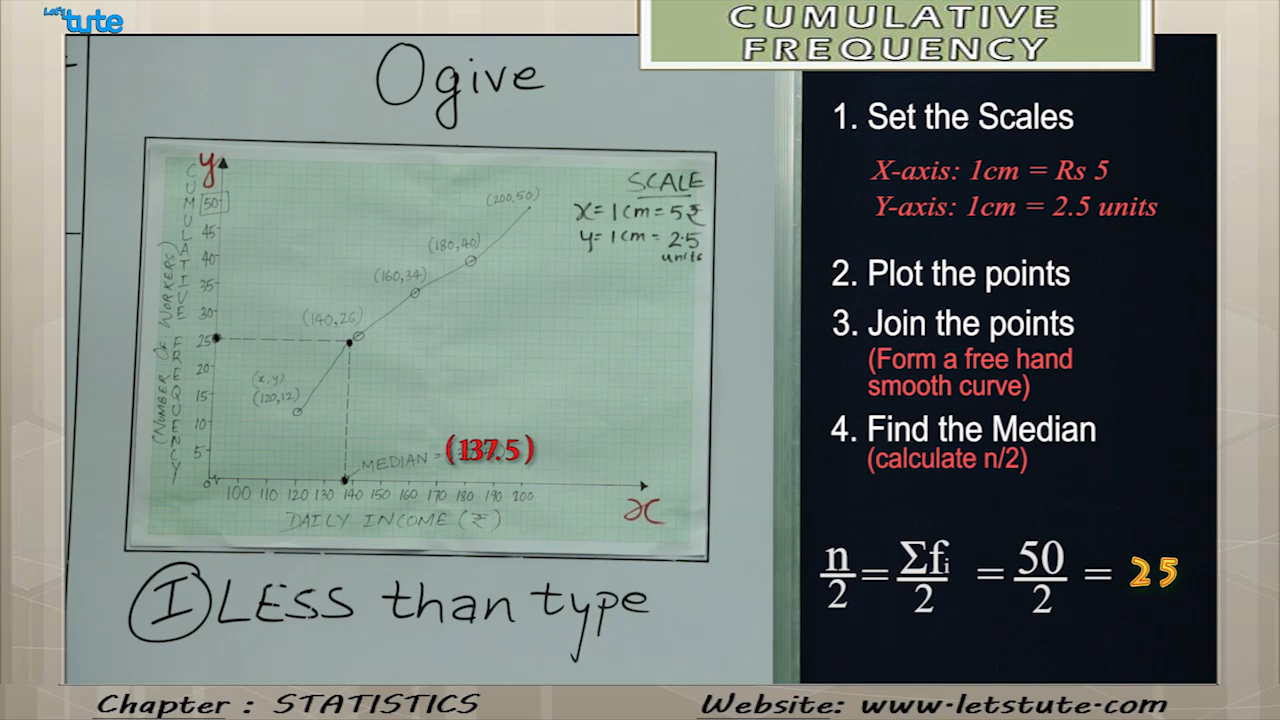 Let's
tute
CUMULATIVE
FREQUENCY
Ogive
y
CUMULATIVE FREQUENCY
(NUMBER OF WORKERS)
50
45
40
35
30
25
20
15
10
5
0
SCALE
x = 1 cm = 5₹
y = 1 cm = 2.5
units
(200,50)
(180,40)
(160,34)
(140,26)
(x,y)
(120,12)
MEDIAN = (137.5)
100 110 120 130 140 150 160 170 180 190 200
x
DAILY INCOME (₹)
I LESS than type
1. Set the Scales
X-axis: 1cm = Rs 5
Y-axis: 1cm = 2.5 units
2. Plot the points
3. Join the points
(Form a free hand
smooth curve)
4. Find the Median
(calculate n/2)
n/2 = Σfi/2 = 50/2 = 25
Chapter : STATISTICS
Website: www-letstute-com